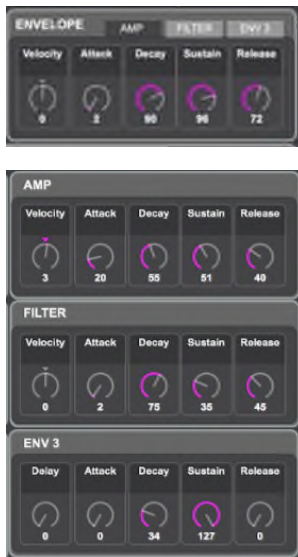 ENVELOPE AMP FILTER ENV 3
Velocity Attack Decay Sustain Release
0 2 90 96 72
AMP
Velocity Attack Decay Sustain Release
3 20 55 51 40
FILTER
Velocity Attack Decay Sustain Release
0 2 75 35 45
ENV 3
Delay Attack Decay Sustain Release
0 0 34 127 0